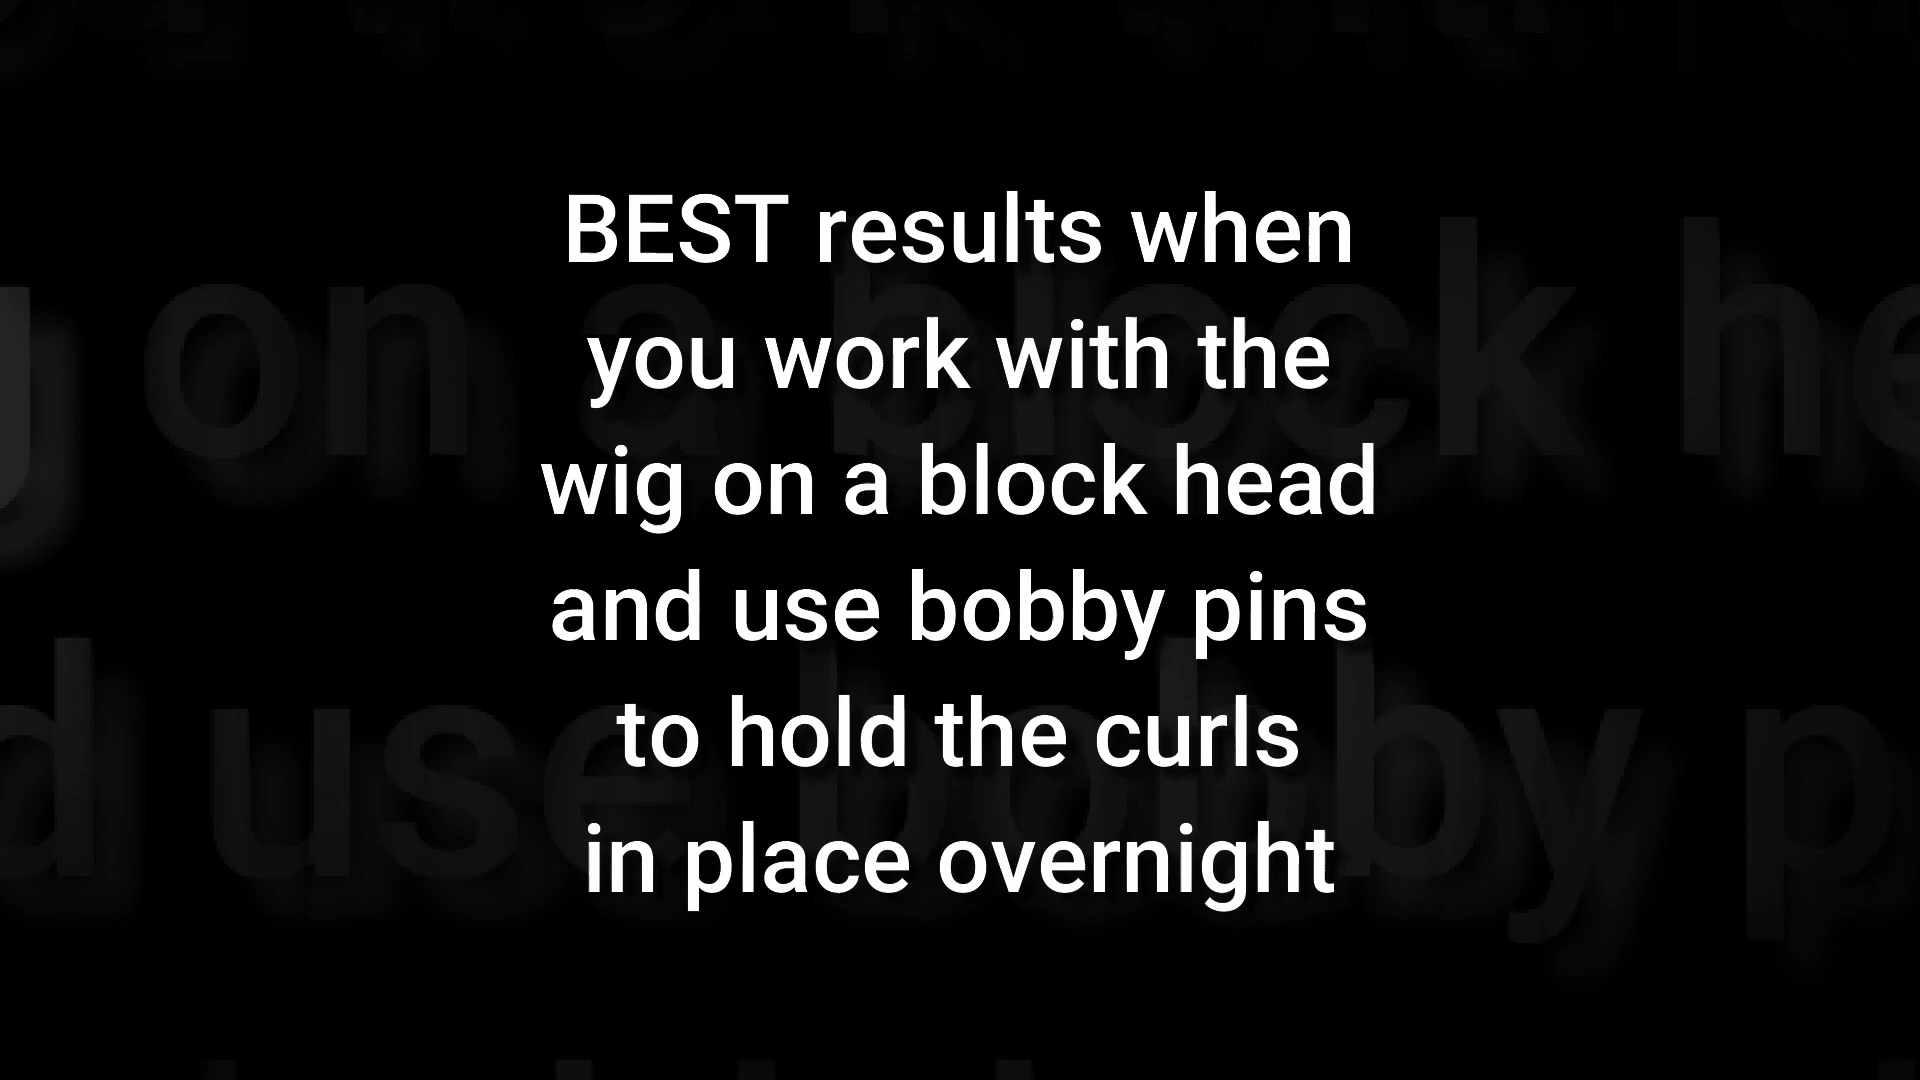 BEST results when
you work with the
wig on a block head
and use bobby pins
to hold the curls
in place overnight